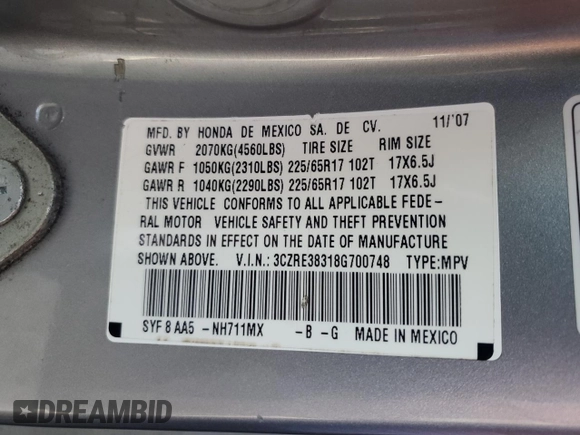 MFD. BY HONDA DE MEXICO SA. DE CV. 11/'07
GVWR 2070KG(4560LBS) TIRE SIZE RIM SIZE
GAWR F 1050KG(2310LBS) 225/65R17 102T 17X6.5J
GAWR R 1040KG(2290LBS) 225/65R17 102T 17X6.5J
THIS VEHICLE CONFORMS TO ALL APPLICABLE FEDE-
RAL MOTOR VEHICLE SAFETY AND THEFT PREVENTION
STANDARDS IN EFFECT ON THE DATE OF MANUFACTURE
SHOWN ABOVE. V.I.N.: 3CZRE38318G700748 TYPE:MPV
SYF 8 AA5 -NH711MX -B -G MADE IN MEXICO
DREAMBID